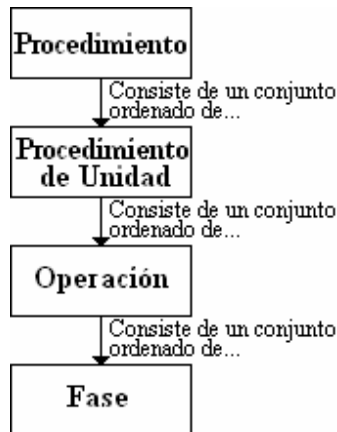 Procedimiento
Consiste de un conjunto
ordenado de...
Procedimiento
de Unidad
Consiste de un conjunto
ordenado de...
Operación
Consiste de un conjunto
ordenado de...
Fase